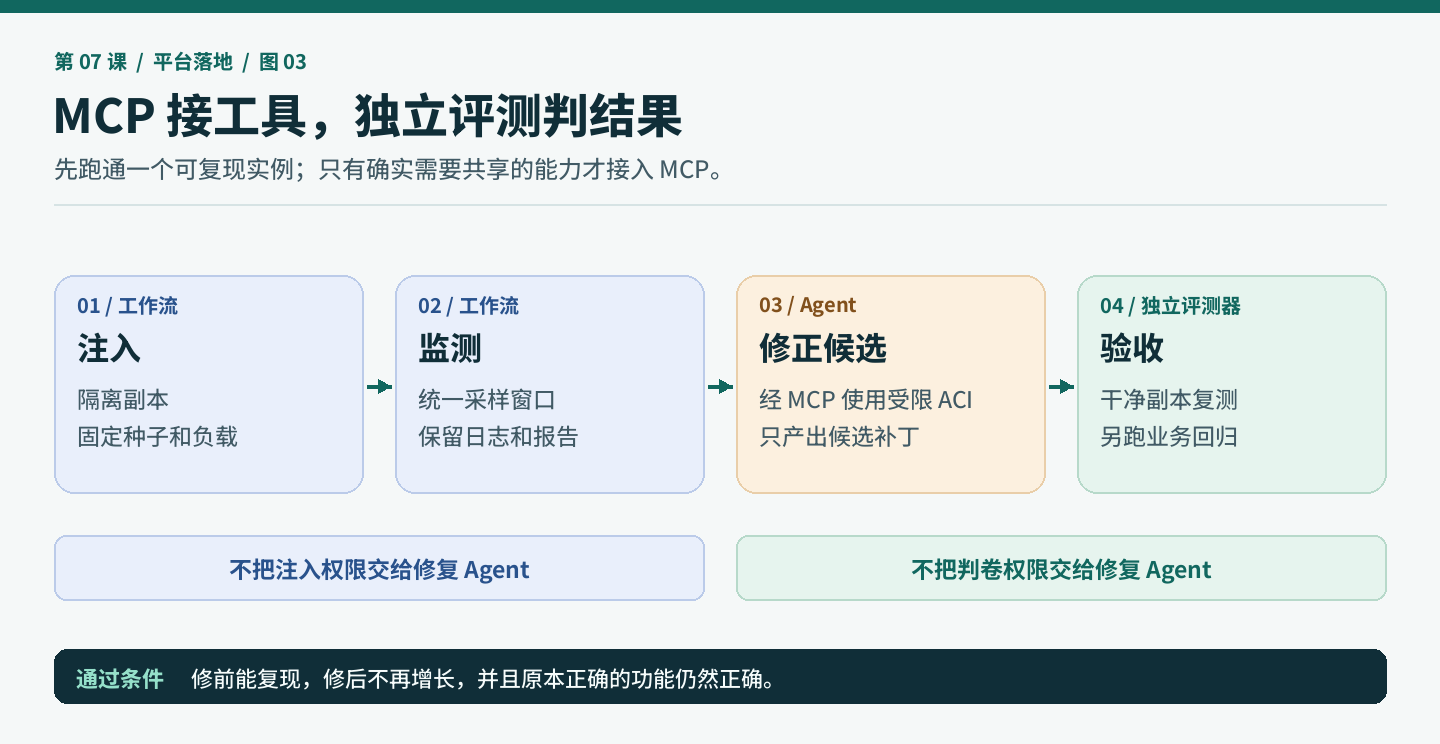 第 07 课 / 平台落地 / 图 03
MCP 接工具，独立评测判结果
先跑通一个可复现实例；只有确实需要共享的能力才接入 MCP。
01 / 工作流
注入
隔离副本
固定种子和负载
02 / 工作流
监测
统一采样窗口
保留日志和报告
03 / Agent
修正候选
经 MCP 使用受限 ACI
只产出候选补丁
04 / 独立评测器
验收
干净副本复测
另跑业务回归
不把注入权限交给修复 Agent
不把判卷权限交给修复 Agent
通过条件 修前能复现，修后不再增长，并且原本正确的功能仍然正确。